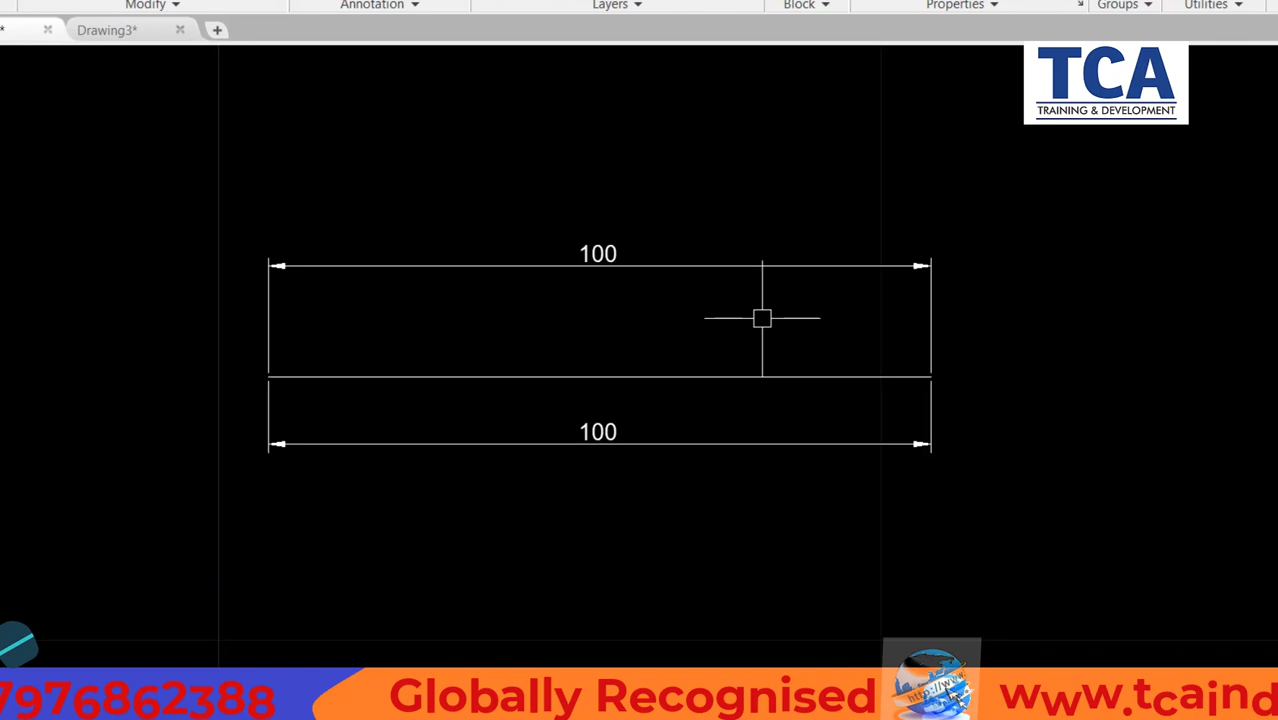 Modify Annotation Layers Block Properties Groups Utilities
Drawing3*
TCA
TRAINING & DEVELOPMENT
100
100
7976862388 Globally Recognised www.tcaind